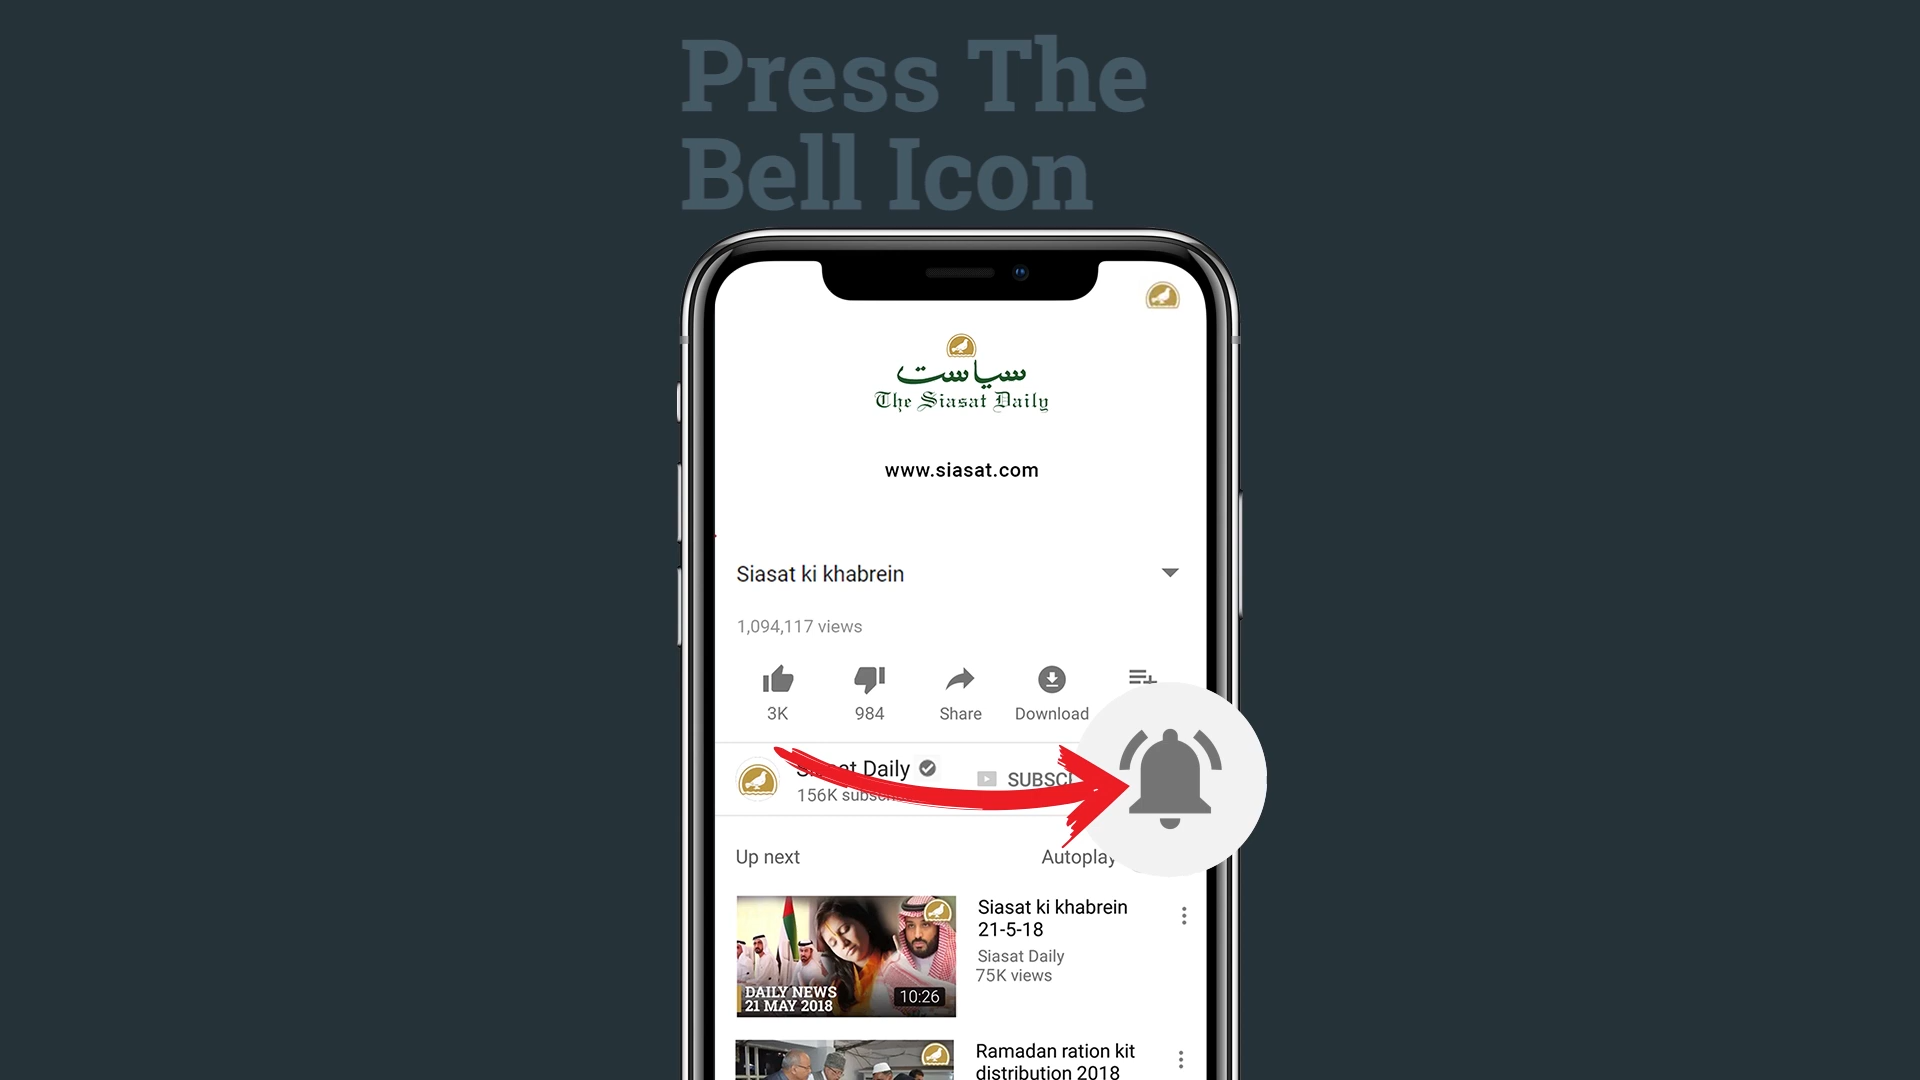 Press The
Bell Icon
سیاست
The Siasat Daily
www.siasat.com
Siasat ki khabrein
1,094,117 views
3K
984
Share
Download
Daily
156K
Up next
Autoplay
Siasat ki khabrein
21-5-18
Siasat Daily
75K views
DAILY NEWS
21 MAY 2018
10:26
Ramadan ration kit
distribution 2018